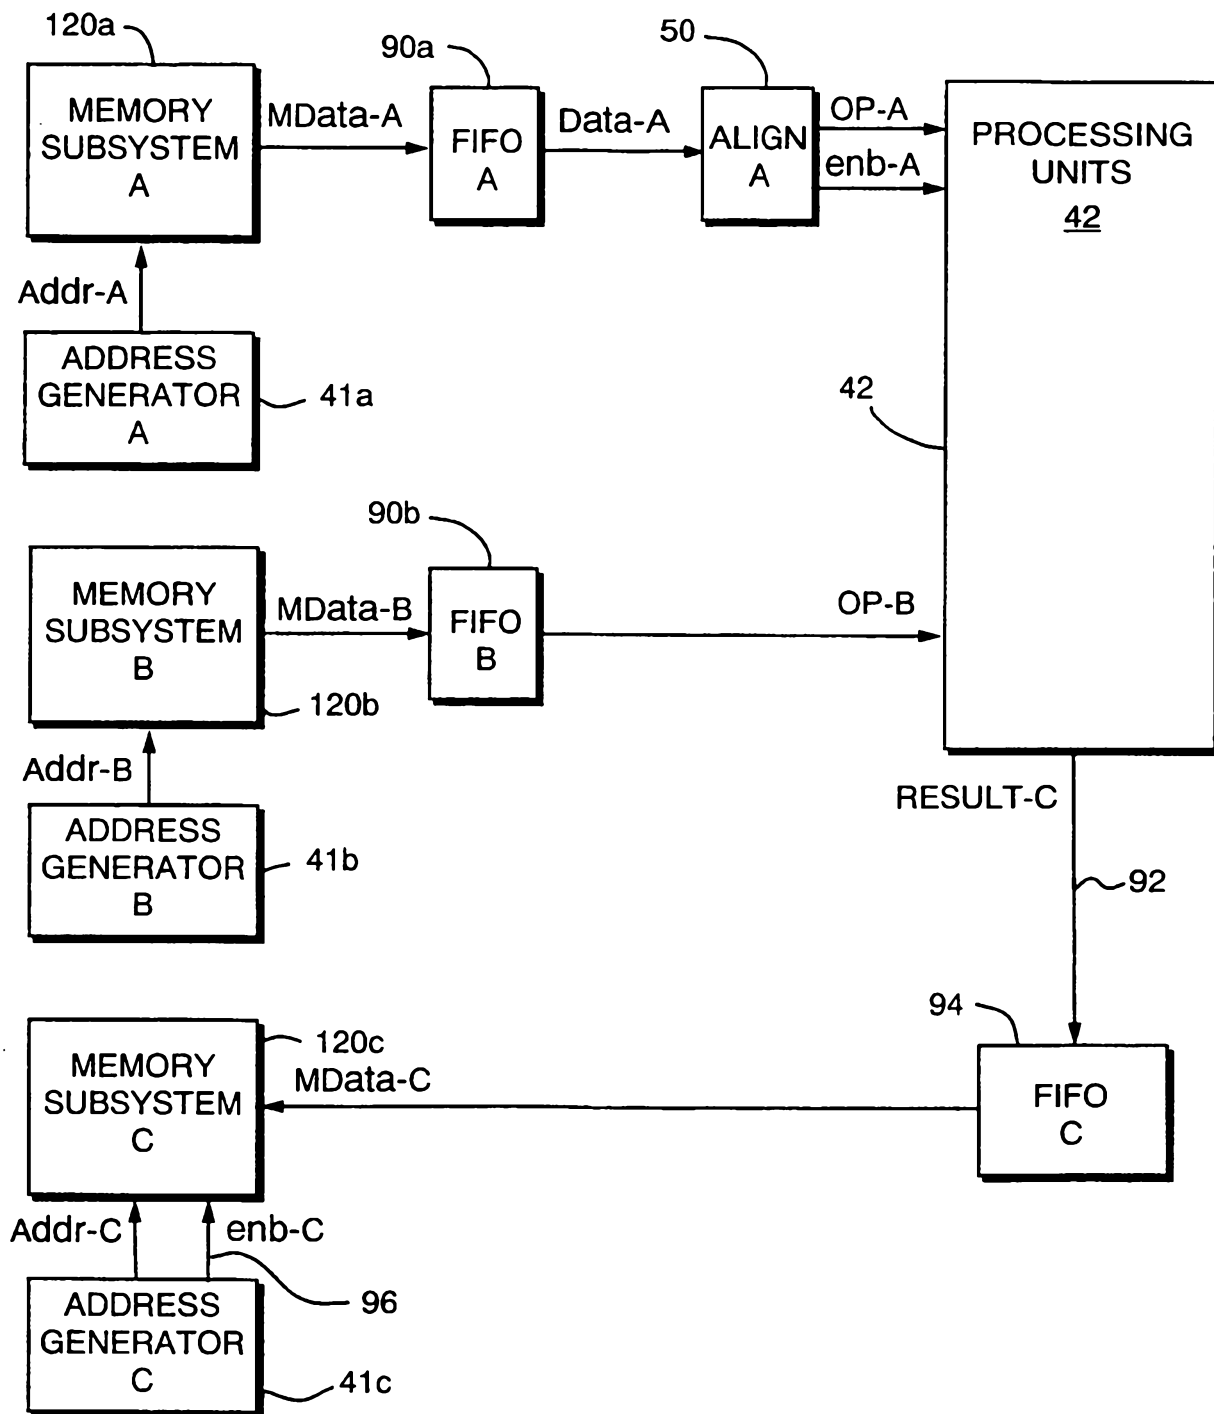 120a
MEMORY
SUBSYSTEM
A
MData-A
90a
FIFO
A
Data-A
50
ALIGN
A
OP-A
enb-A
PROCESSING
UNITS
42
Addr-A
ADDRESS
GENERATOR
A
41a
42
MEMORY
SUBSYSTEM
B
120b
MData-B
90b
FIFO
B
OP-B
Addr-B
ADDRESS
GENERATOR
B
41b
RESULT-C
92
94
FIFO
C
MEMORY
SUBSYSTEM
C
120c
MData-C
Addr-C
enb-C
96
ADDRESS
GENERATOR
C
41c